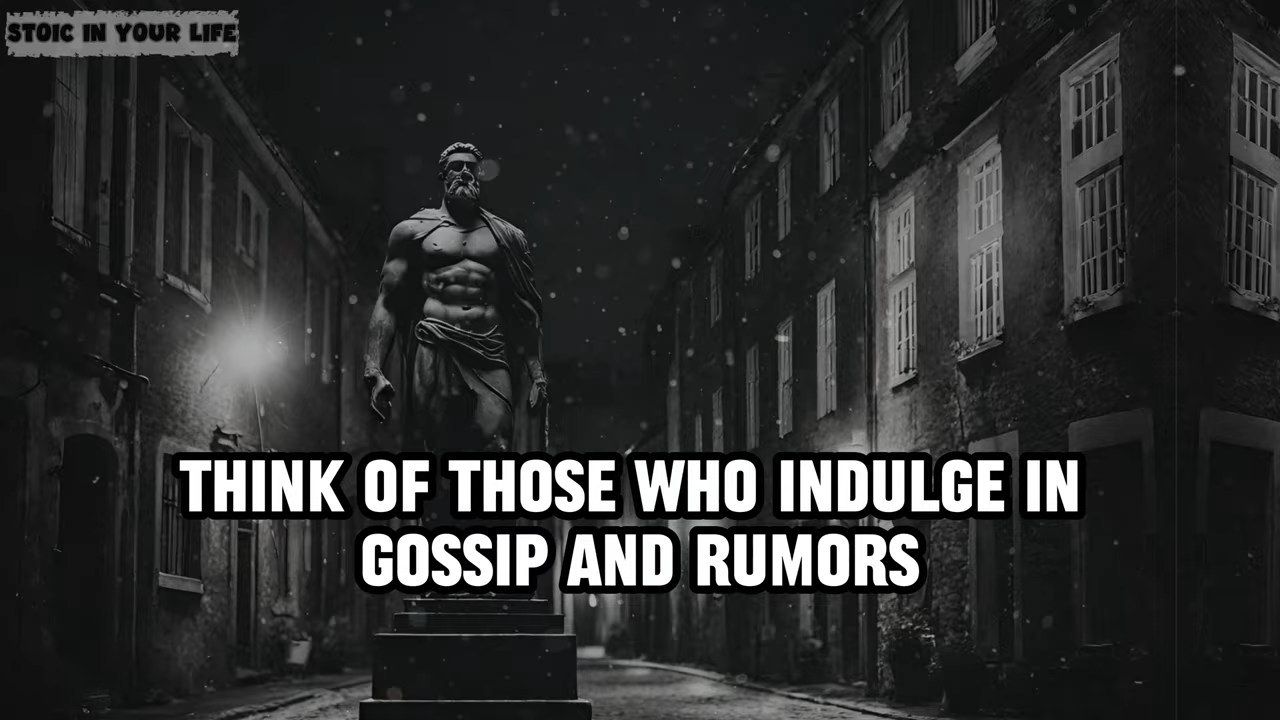 STOIC IN YOUR LIFE
THINK OF THOSE WHO INDULGE IN
GOSSIP AND RUMORS